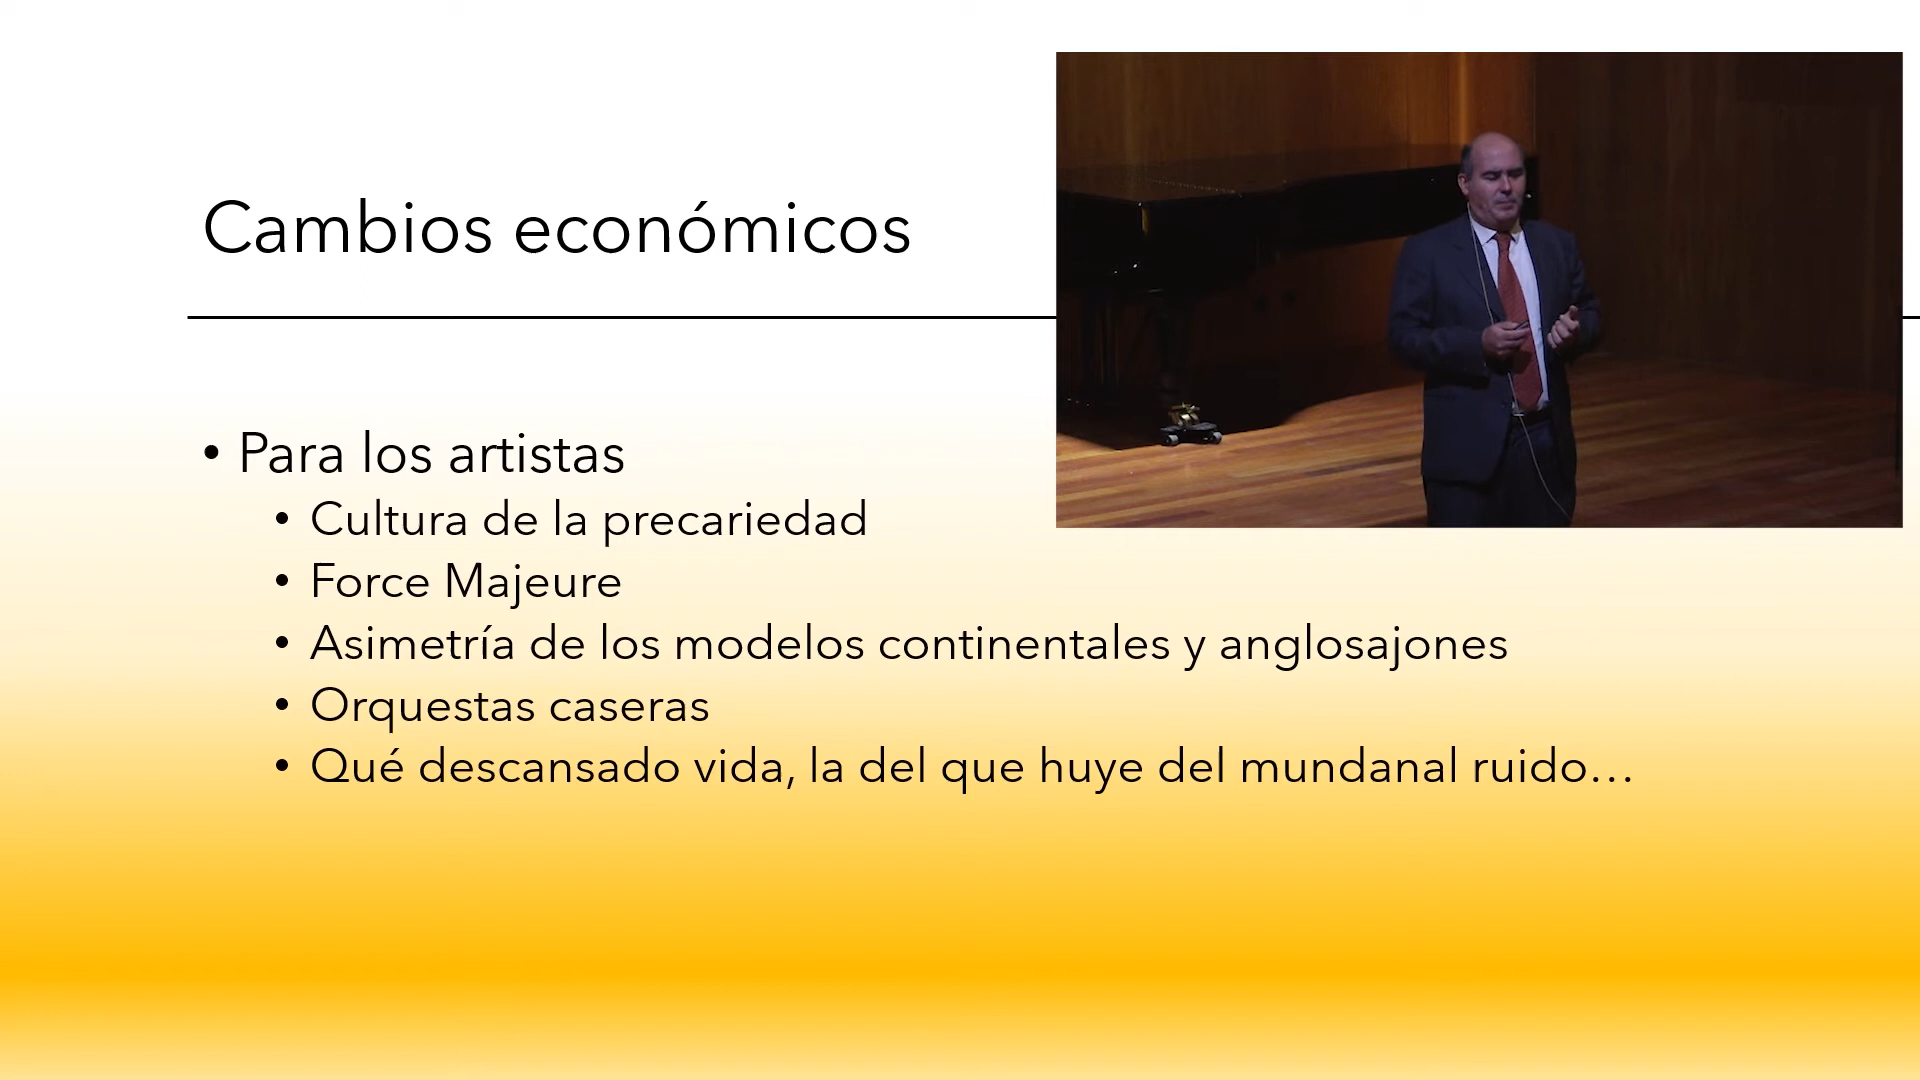 Cambios económicos
• Para los artistas
• Cultura de la precariedad
• Force Majeure
• Asimetría de los modelos continentales y anglosajones
• Orquestas caseras
• Qué descansado vida, la del que huye del mundanal ruido…